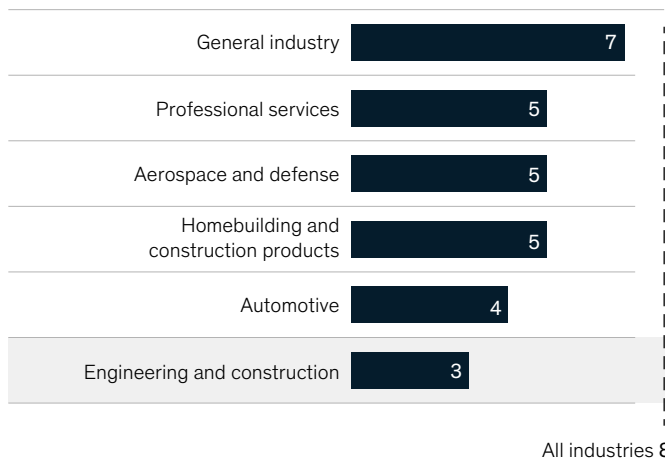 General industry 7
Professional services 5
Aerospace and defense 5
Homebuilding and
construction products 5
Automotive 4
Engineering and construction 3
All industries 8